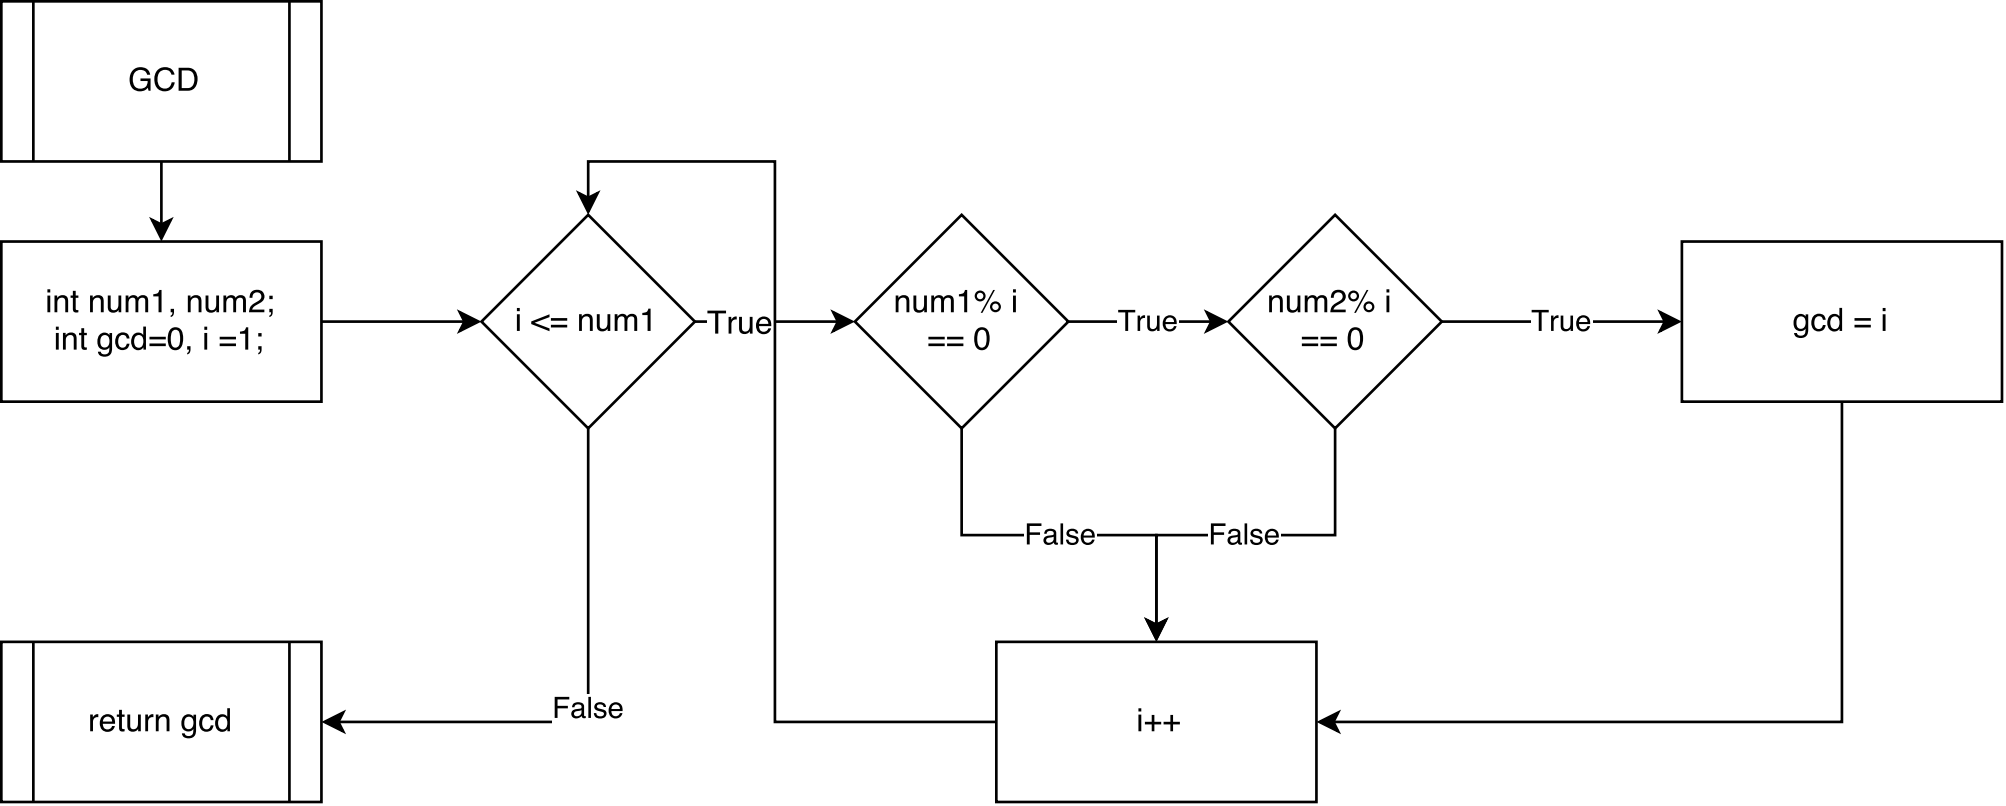 GCD
int num1, num2;
int gcd=0, i =1;
i <= num1
True
num1% i
== 0
True
num2% i
== 0
True
gcd = i
False
False
False
return gcd
i++